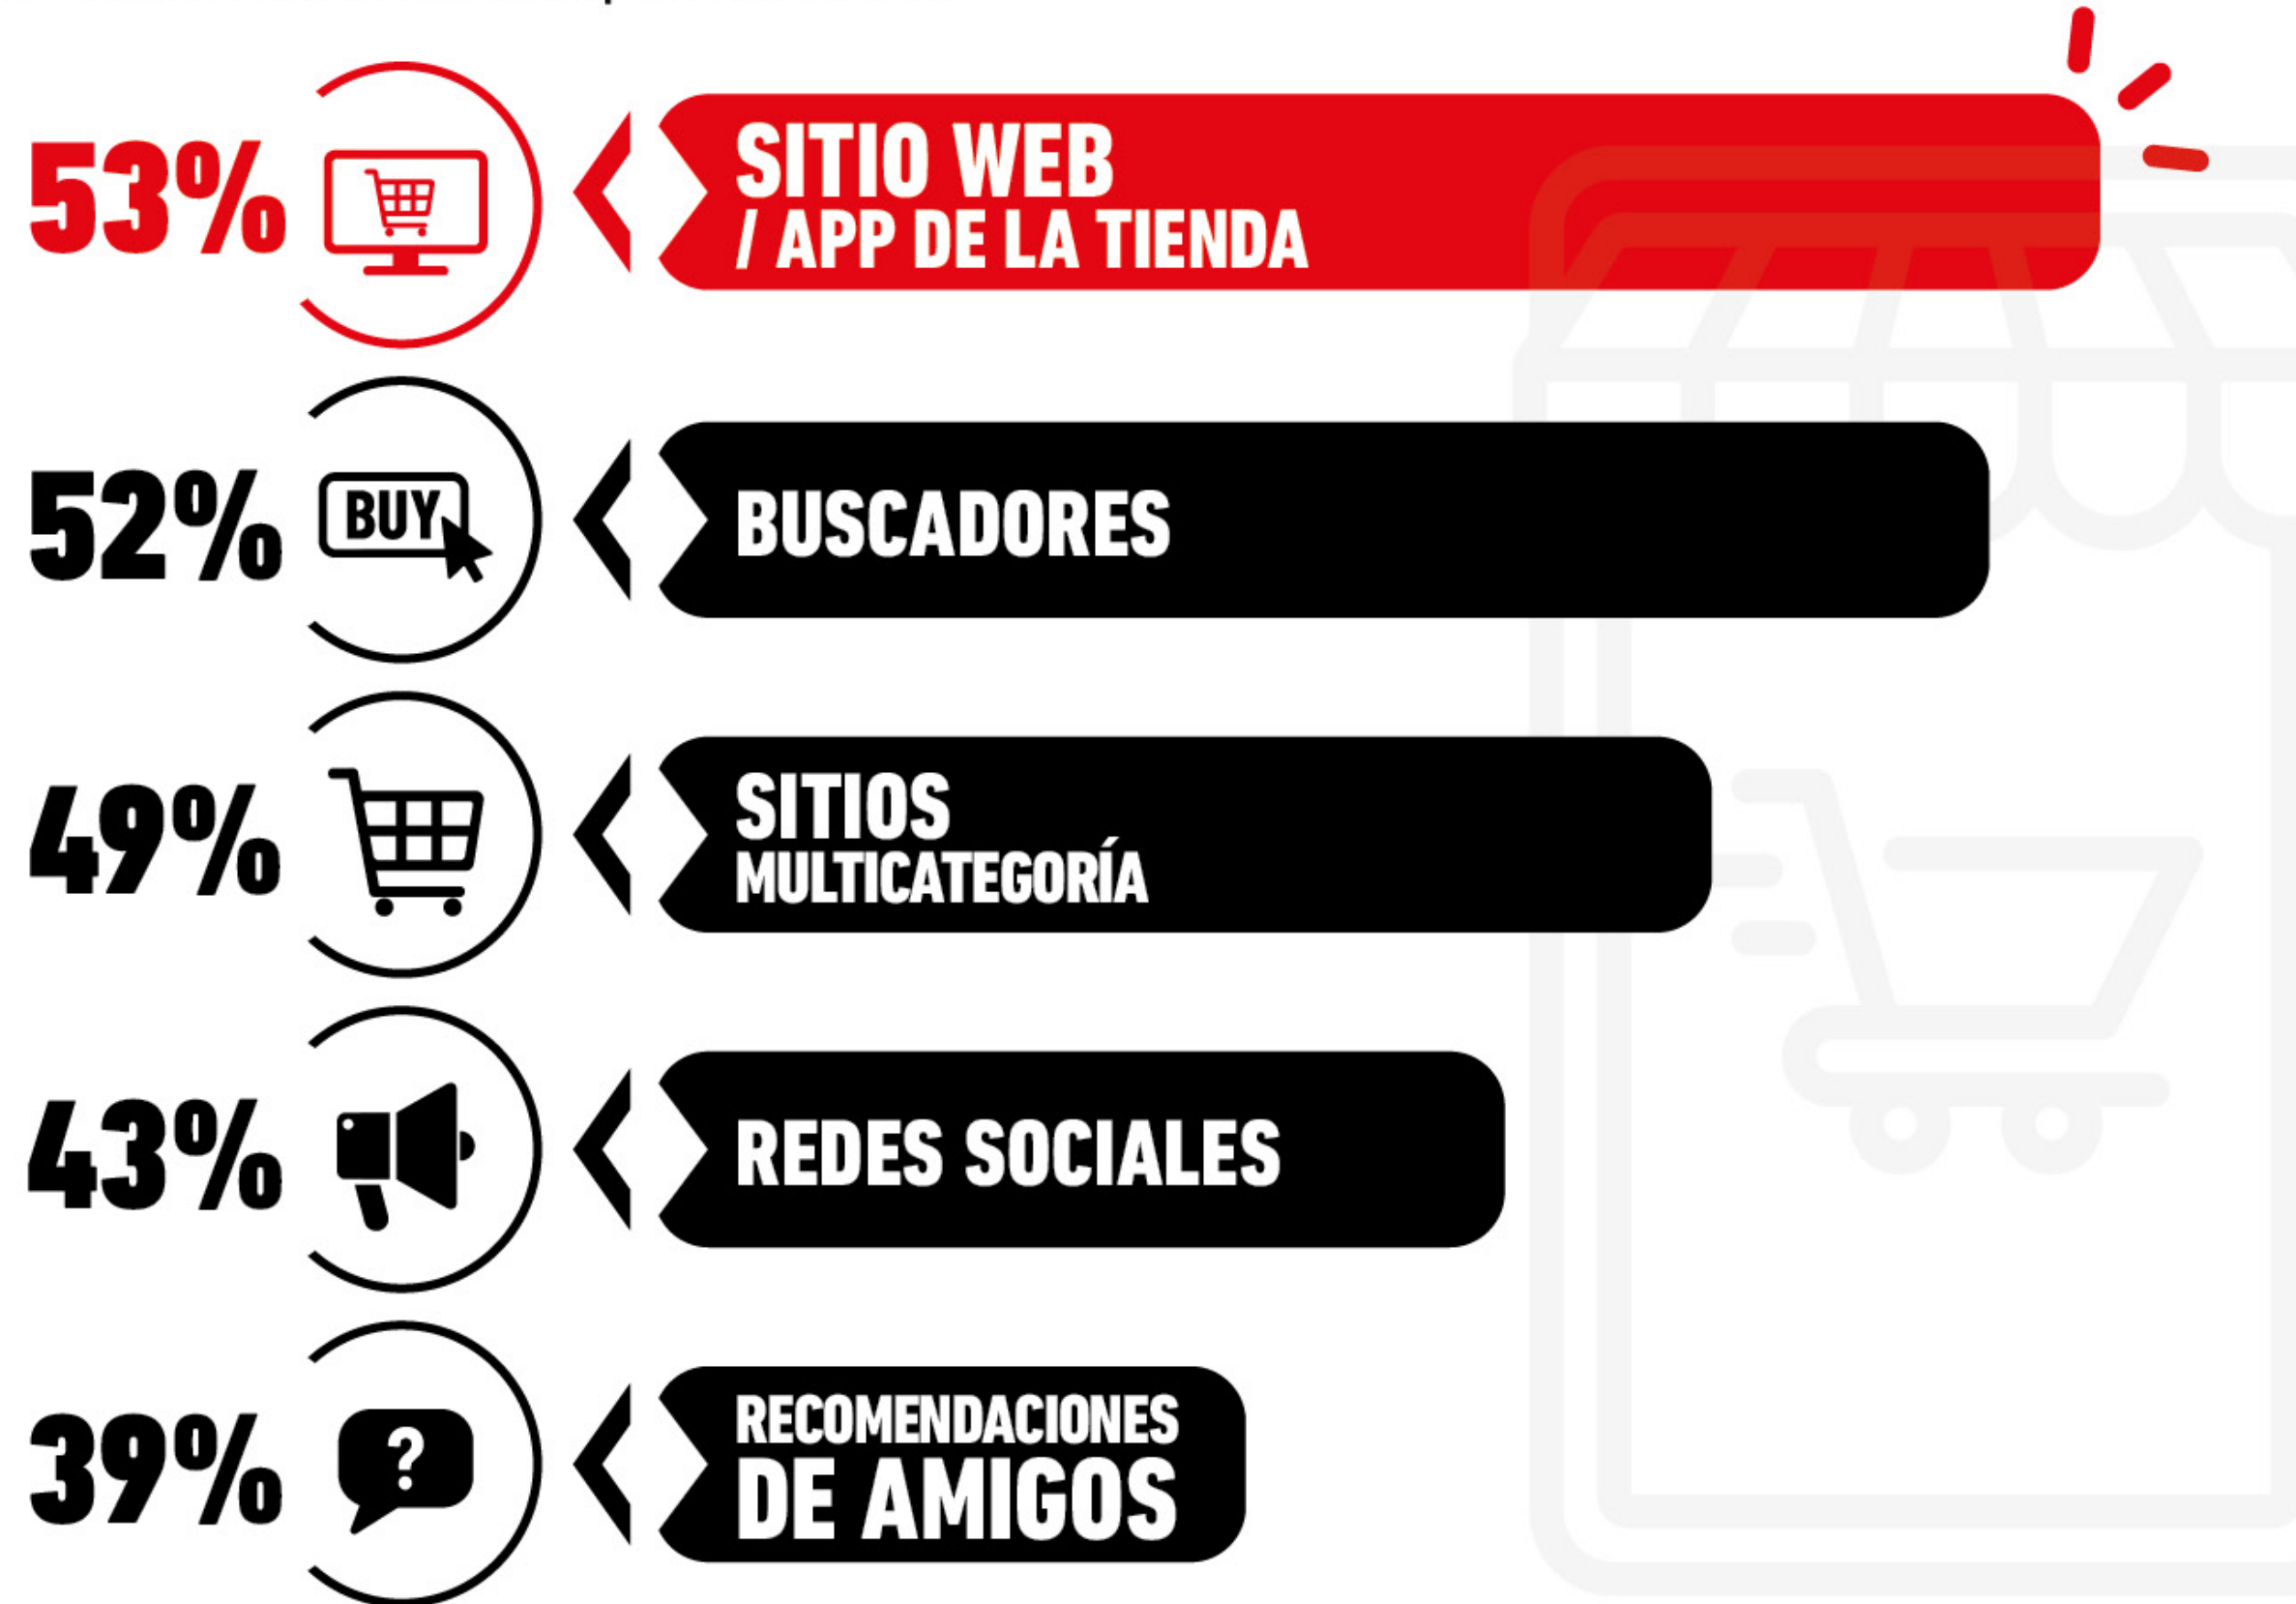 53%
SITIO WEB
/ APP DE LA TIENDA
52%
BUY
BUSCADORES
49%
SITIOS
MULTICATEGORÍA
43%
REDES SOCIALES
39%
?
RECOMENDACIONES
DE AMIGOS